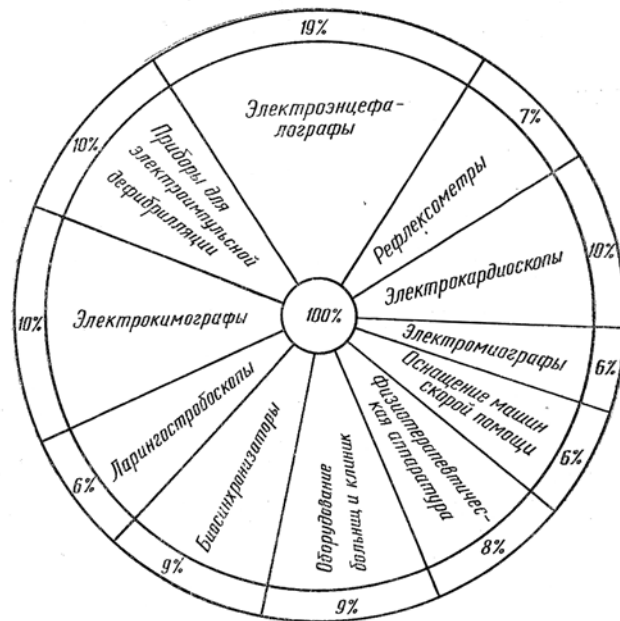 19%
Электроэнцефа-
лографы
7%
Рефлексометры
10%
Электрокардиоскопы
6%
Электромиографы
6%
Оснащение машин
скорой помощи
8%
физиотерапевтичес-
кая аппаратура
9%
Оборудование
больниц и клиник
9%
Биосинхронизаторы
6%
Ларингостробоскопы
10%
Электрокимографы
10%
Приборы для
электроимпульсной
дефибрилляции
100%